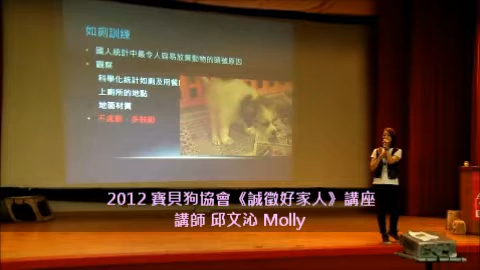 如廁訓練
• 國人統計中最令人容易放棄動物的頭號原因
• 觀察
科學化統計如廁及用餐
上廁所的地點
地面材質
• 不處罰，多鼓勵
2012 寶貝狗協會《誠徵好家人》講座
講師 邱文沁 Molly